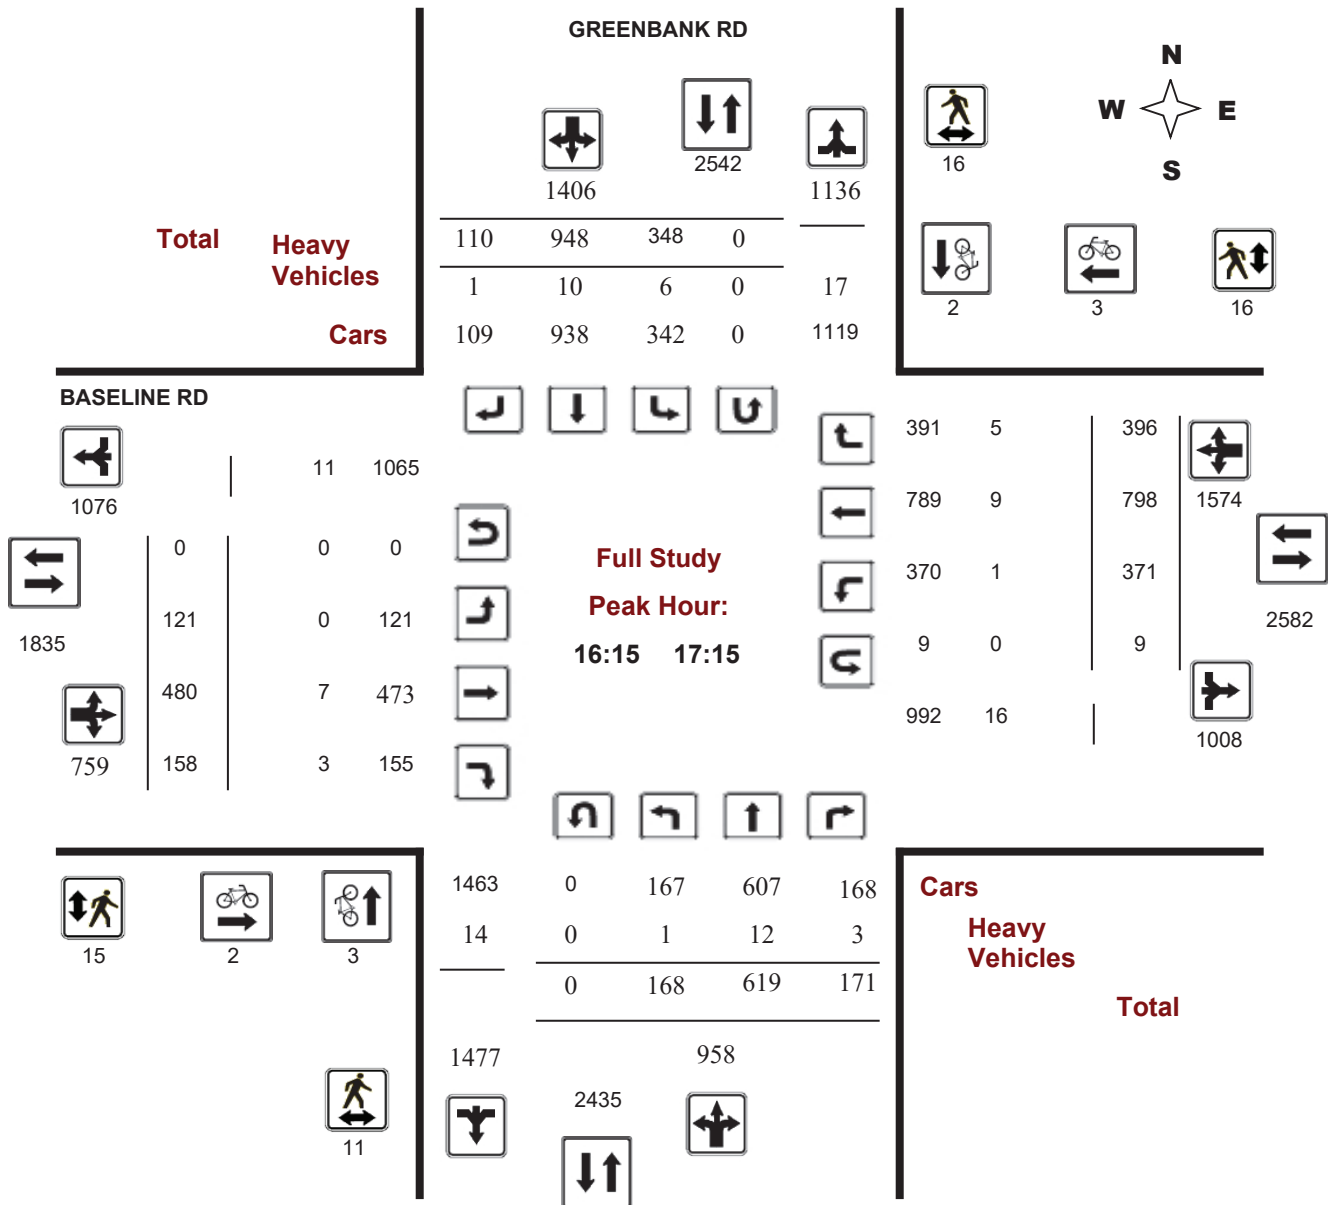 GREENBANK RD
N
W E
S
16
2542
1406
1136
Total
Heavy
Vehicles
Cars
110 948 348 0
1 10 6 0 17
109 938 342 0 1119
2 3 16
BASELINE RD
1076
11 1065
0 0 0
1835
121 0 121
480 7 473
759
158 3 155
Full Study
Peak Hour:
16:15 17:15
391 5 396
789 9 798
1574
370 1 371
2582
9 0 9
992 16
1008
15 2 3
11
1463 0 167 607 168
14 0 1 12 3
0 168 619 171
1477
958
2435
Cars
Heavy
Vehicles
Total